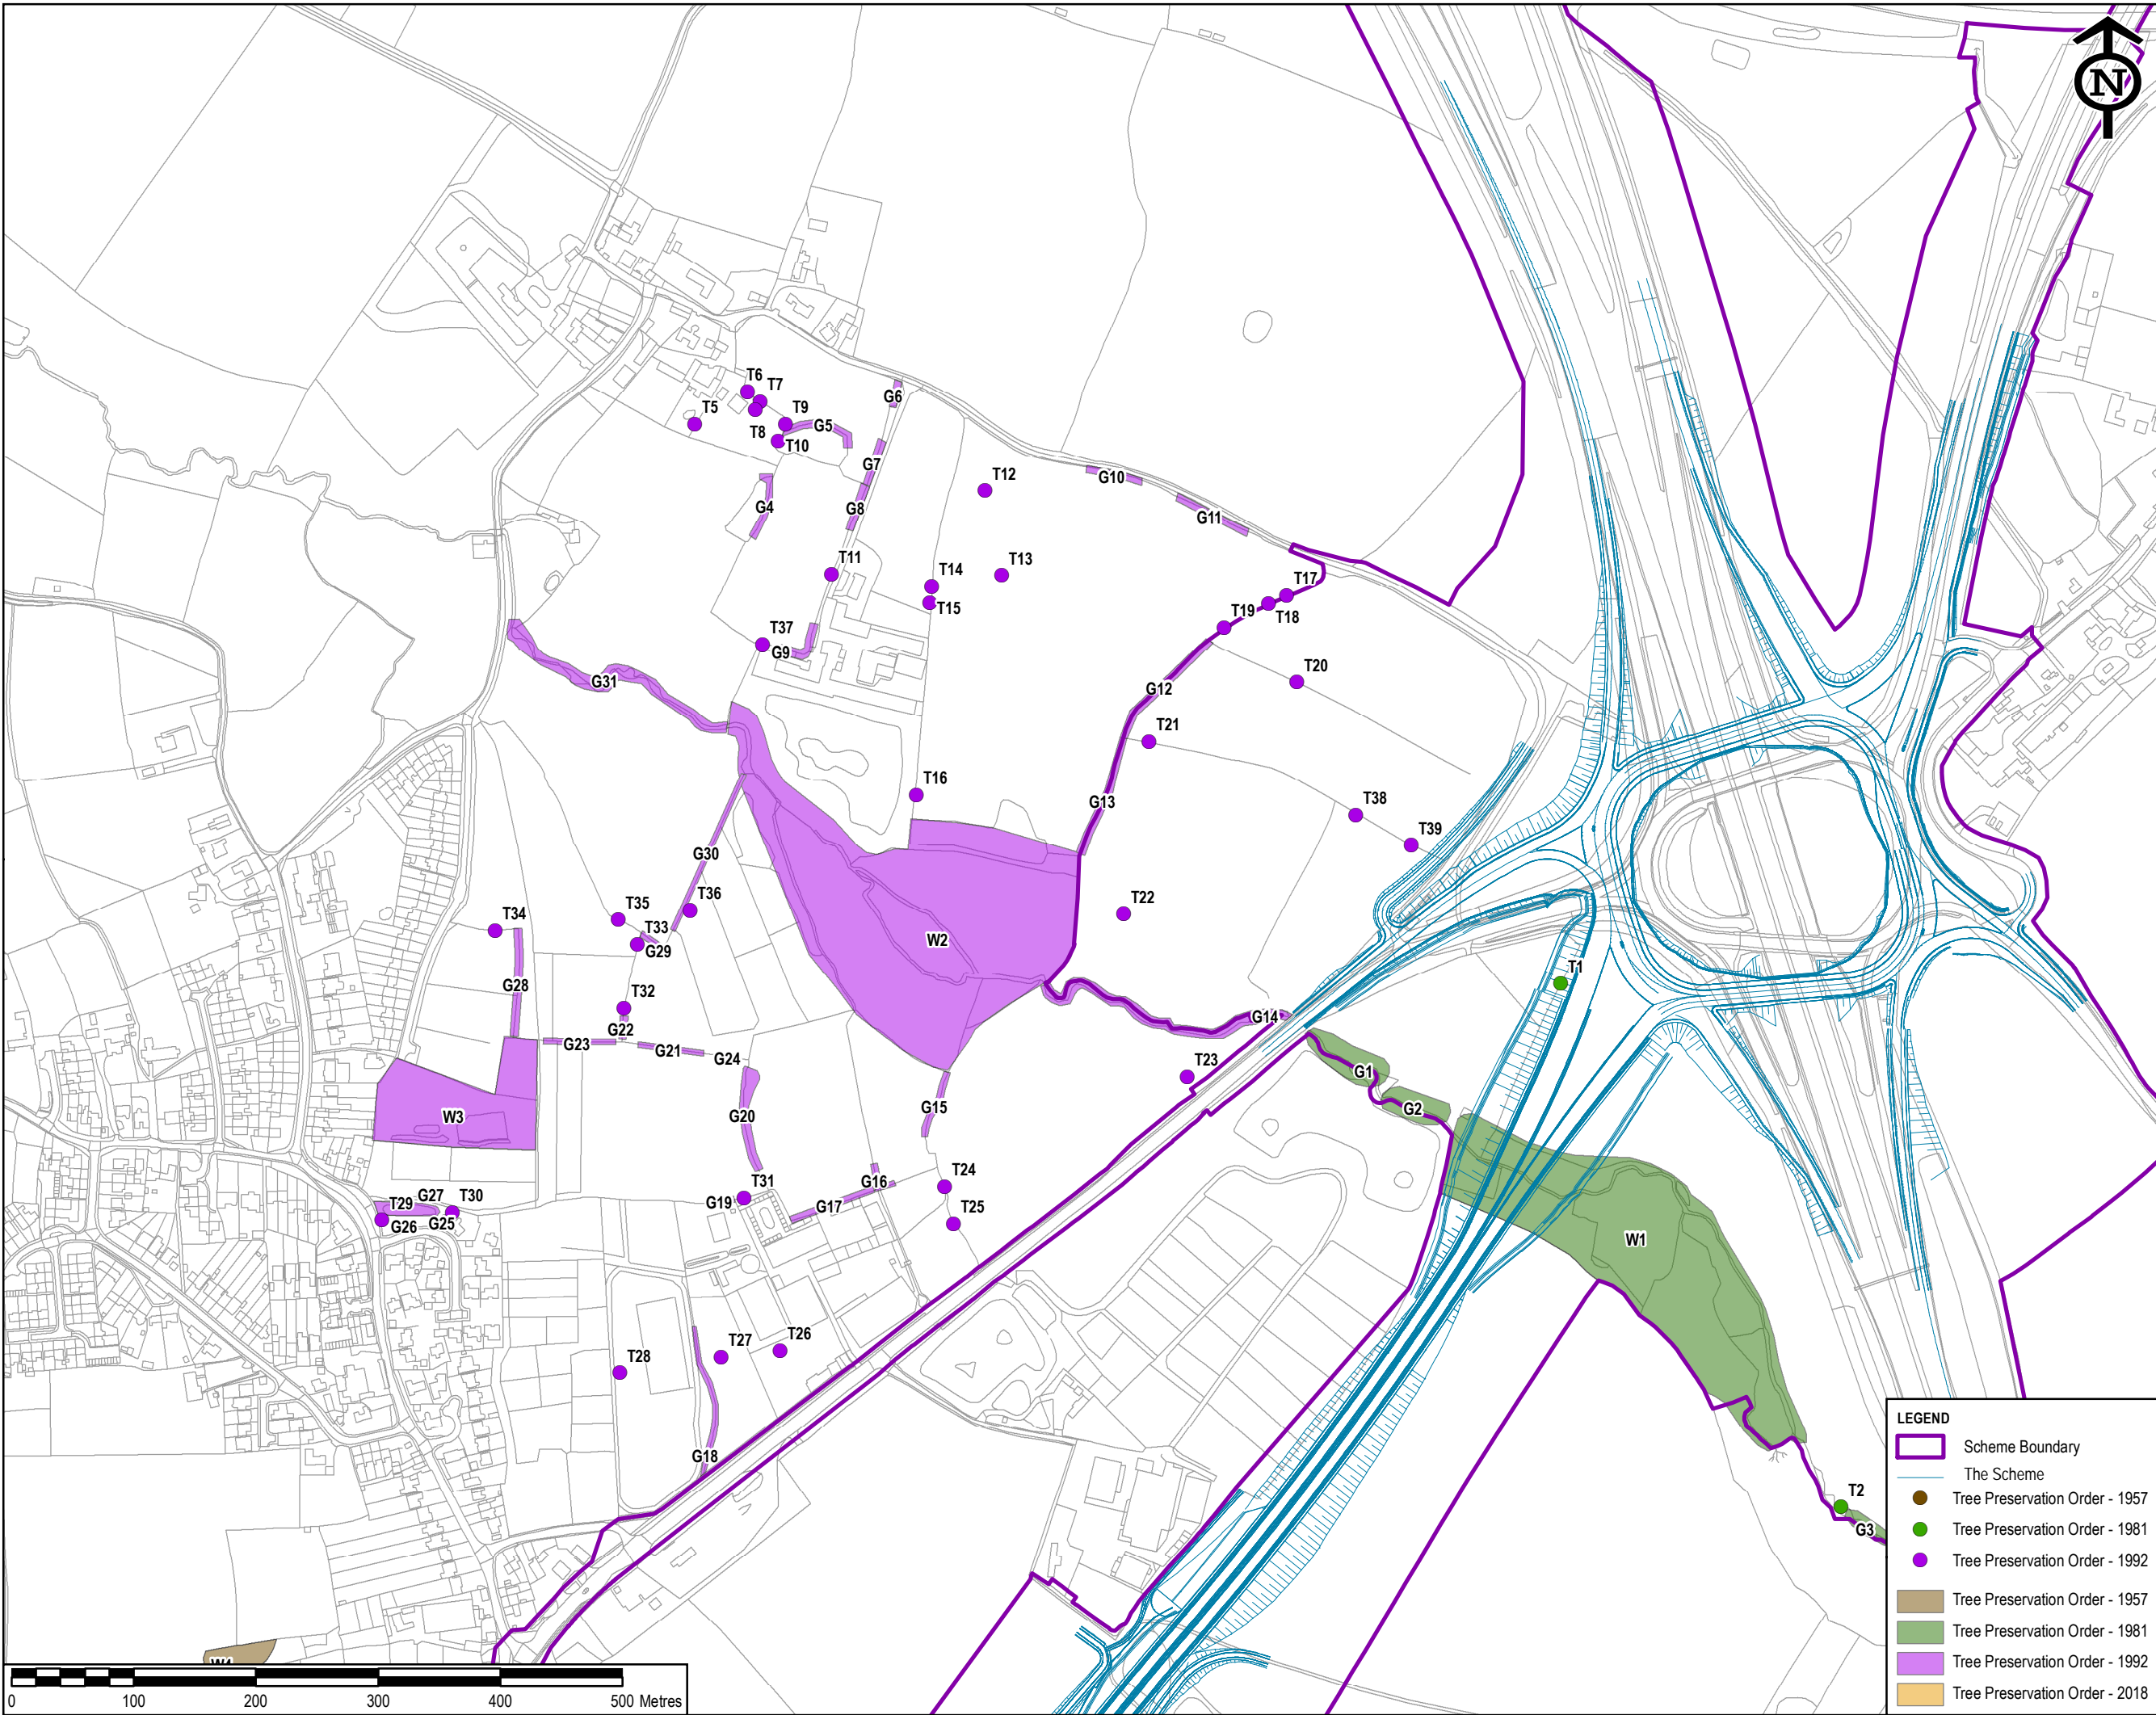 N
T6
T7
G6
T5
T9
G5
T8
T10
G7
T12
G10
G4
G8
G11
T11
T14
T13
T15
T17
T19
T18
T37
G9
T20
G31
G12
T21
T16
G13
T38
T39
G30
T36
T35
T34
T33
G29
T22
W2
T1
G28
T32
G22
G14
G23
G21
G24
T23
G1
W3
G20
G15
G2
T31
G16
T24
G27
T30
T29
G19
G17
G26
G25
T25
W1
T28
T27
T26
G18
T2
G3
W4
LEGEND
Scheme Boundary
The Scheme
Tree Preservation Order - 1957
Tree Preservation Order - 1981
Tree Preservation Order - 1992
Tree Preservation Order - 1957
Tree Preservation Order - 1981
Tree Preservation Order - 1992
Tree Preservation Order - 2018
0 100 200 300 400 500 Metres